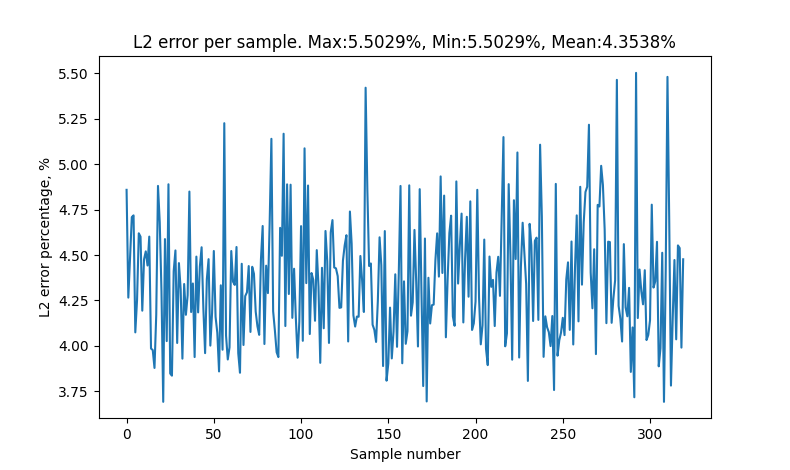 L2 error per sample. Max:5.5029%, Min:5.5029%, Mean:4.3538%
L2 error percentage, %
5.50
5.25
5.00
4.75
4.50
4.25
4.00
3.75
0 50 100 150 200 250 300
Sample number